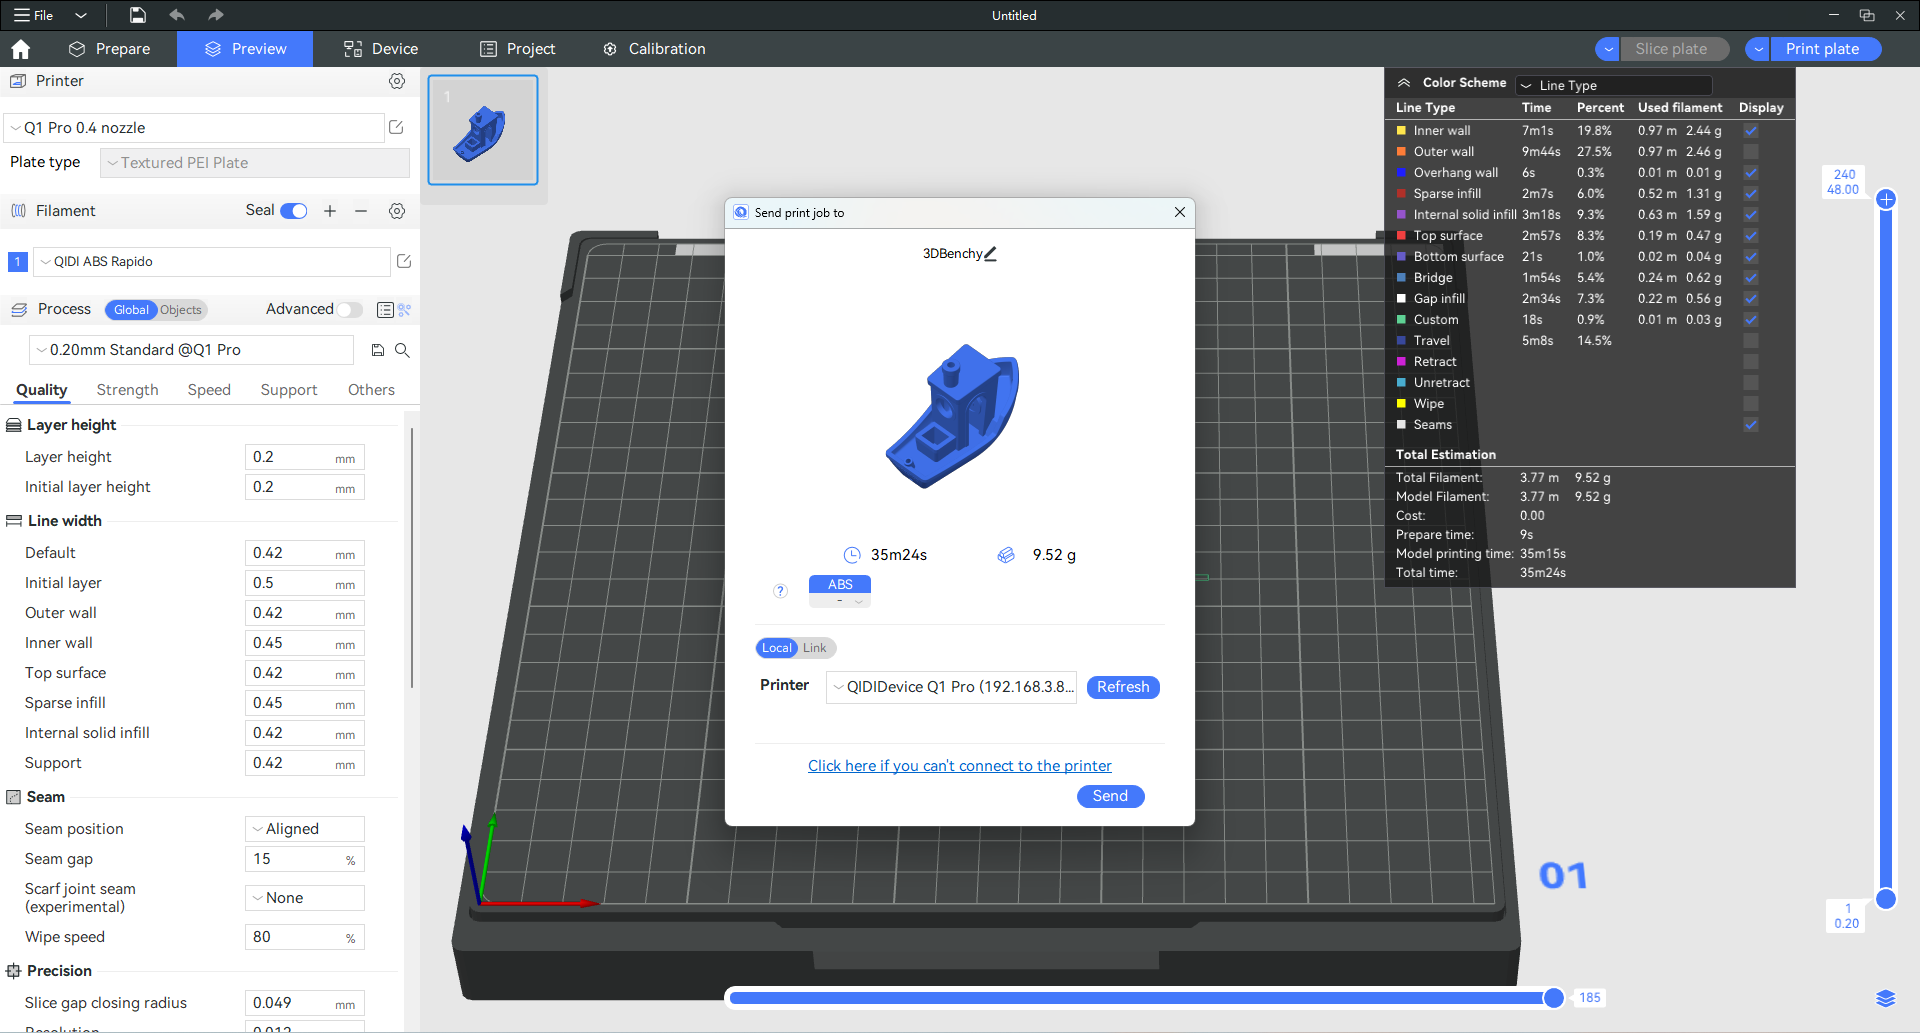 File
Untitled
Prepare
Preview
Device
Project
Calibration
Slice plate
Print plate
Printer
Q1 Pro 0.4 nozzle
Plate type
Textured PEI Plate
Filament
Seal
1
QIDI ABS Rapido
Process
Global
Objects
Advanced
0.20mm Standard @Q1 Pro
Quality
Strength
Speed
Support
Others
Layer height
Layer height 0.2 mm
Initial layer height 0.2 mm
Line width
Default 0.42 mm
Initial layer 0.5 mm
Outer wall 0.42 mm
Inner wall 0.45 mm
Top surface 0.42 mm
Sparse infill 0.45 mm
Internal solid infill 0.42 mm
Support 0.42 mm
Seam
Seam position Aligned
Seam gap 15 %
Scarf joint seam
(experimental)
None
Wipe speed 80 %
Precision
Slice gap closing radius 0.049 mm
Resolution 0.012
1
Send print job to
3DBenchy
35m24s
9.52 g
?
ABS
-
Local
Link
Printer
QIDIDevice Q1 Pro (192.168.3.8...
Refresh
Click here if you can't connect to the printer
Send
Color Scheme Line Type
Line Type Time Percent Used filament Display
Inner wall 7m1s 19.8% 0.97 m 2.44 g
Outer wall 9m44s 27.5% 0.97 m 2.46 g
Overhang wall 6s 0.3% 0.01 m 0.01 g
Sparse infill 2m7s 6.0% 0.52 m 1.31 g
Internal solid infill 3m18s 9.3% 0.63 m 1.59 g
Top surface 2m57s 8.3% 0.19 m 0.47 g
Bottom surface 21s 1.0% 0.02 m 0.04 g
Bridge 1m54s 5.4% 0.24 m 0.62 g
Gap infill 2m34s 7.3% 0.22 m 0.56 g
Custom 18s 0.9% 0.01 m 0.03 g
Travel 5m8s 14.5%
Retract
Unretract
Wipe
Seams
Total Estimation
Total Filament: 3.77 m 9.52 g
Model Filament: 3.77 m 9.52 g
Cost: 0.00
Prepare time: 9s
Model printing time: 35m15s
Total time: 35m24s
240
48.00
1
0.20
01
185